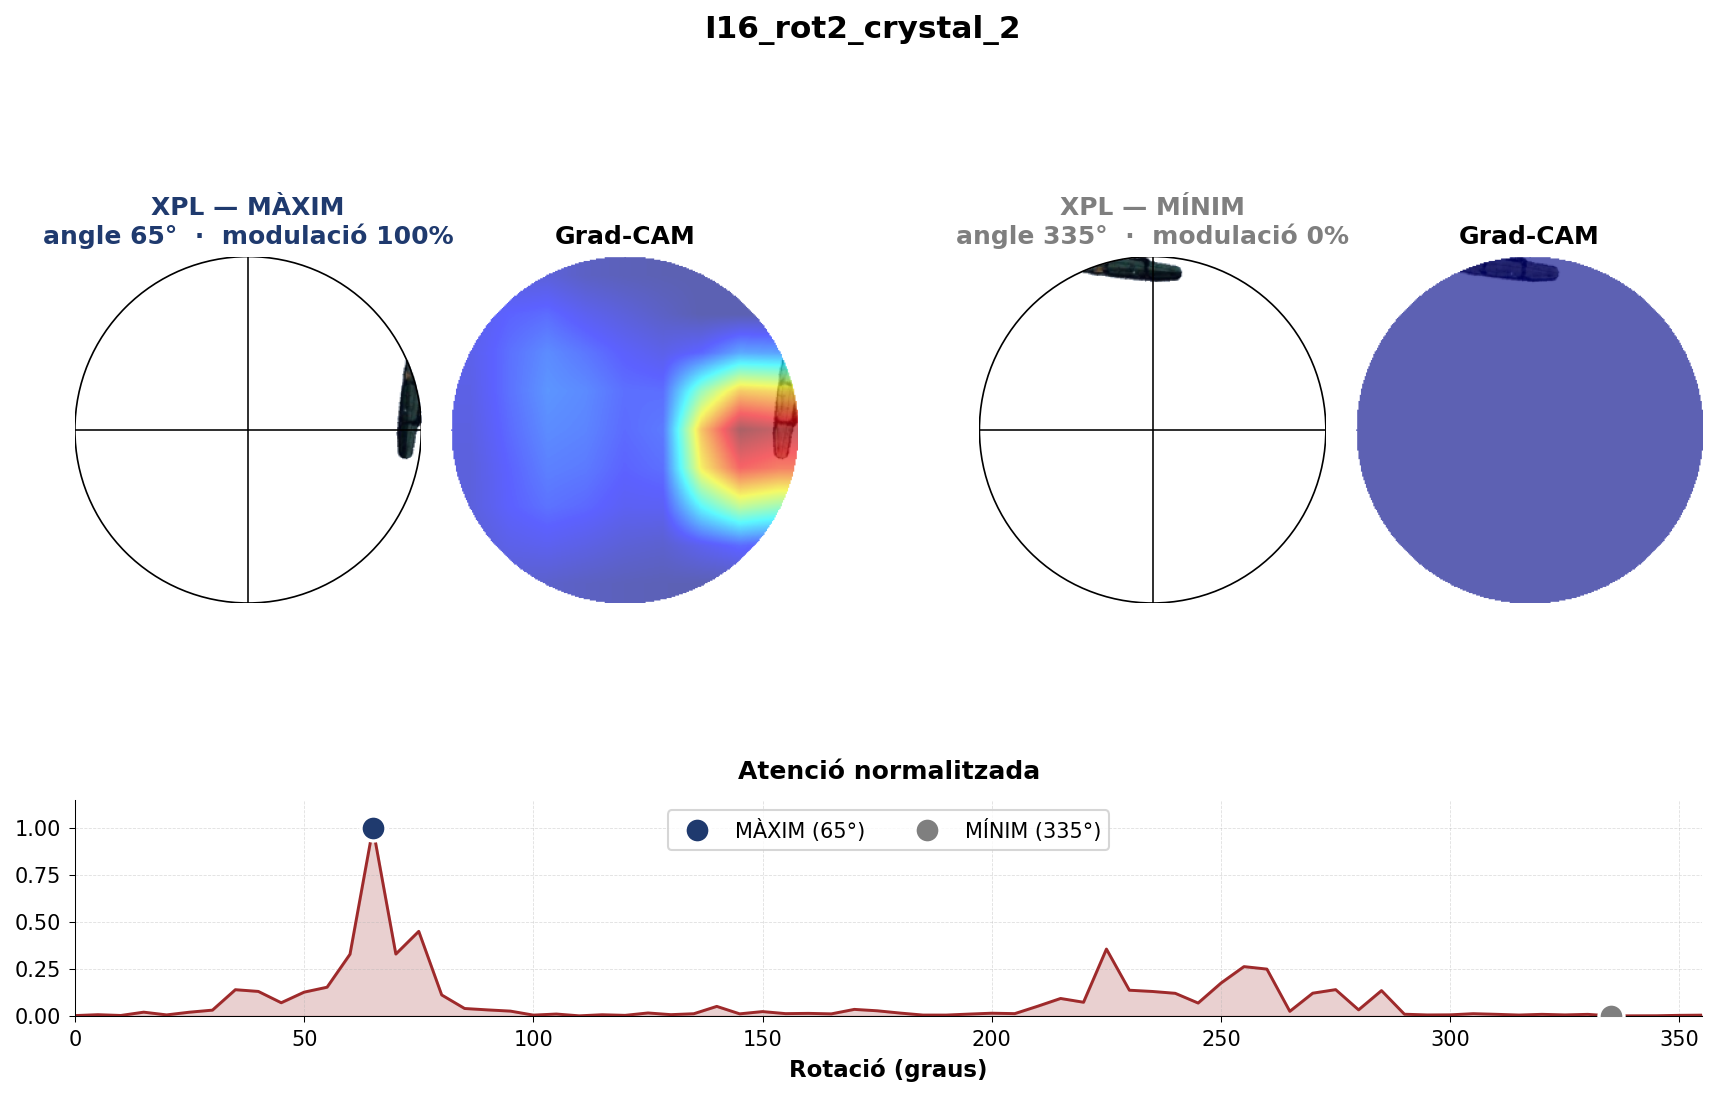 I16_rot2_crystal_2
XPL — MÀXIM
angle 65°  ·  modulació 100%
Grad-CAM
XPL — MÍNIM
angle 335°  ·  modulació 0%
Grad-CAM
Atenció normalitzada
MÀXIM (65°)
MÍNIM (335°)
1.00
0.75
0.50
0.25
0.00
0 50 100 150 200 250 300 350
Rotació (graus)